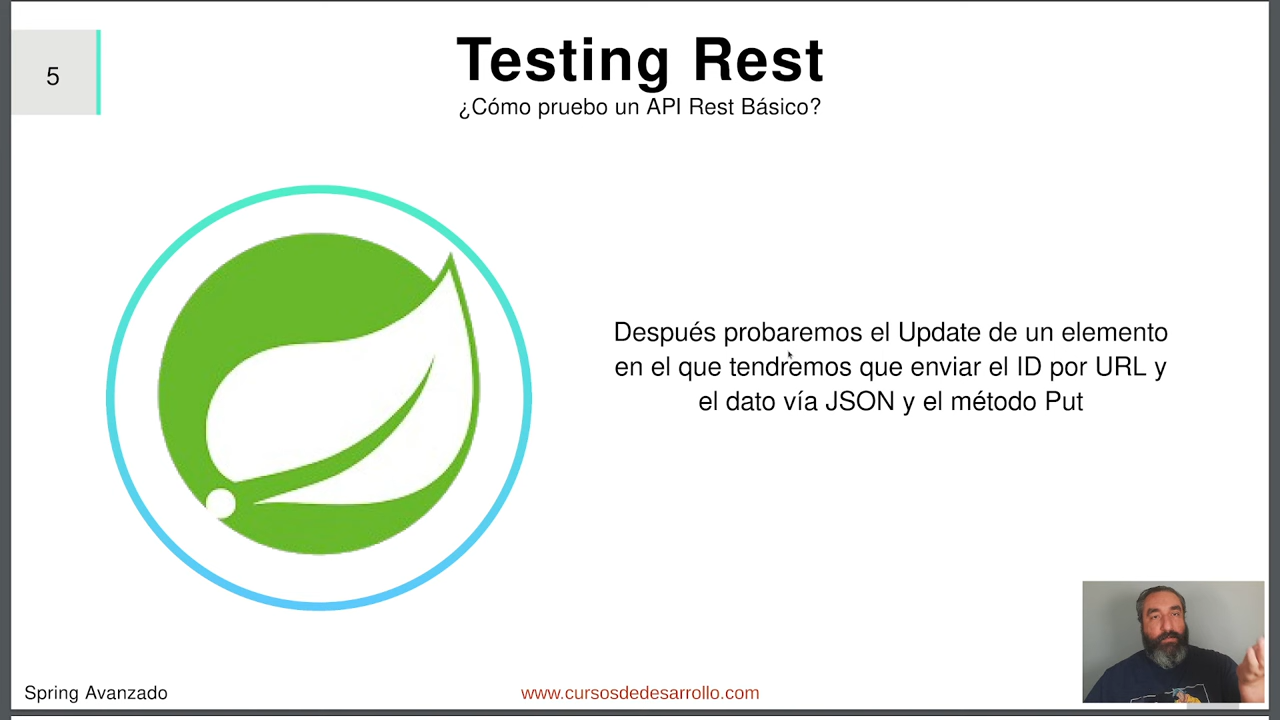 5
Testing Rest
¿Cómo pruebo un API Rest Básico?
Después probaremos el Update de un elemento
en el que tendremos que enviar el ID por URL y
el dato vía JSON y el método Put
Spring Avanzado
www.cursosdedesarrollo.com